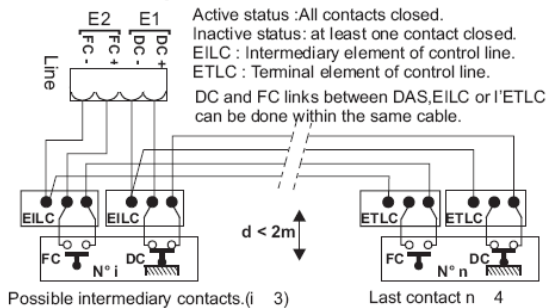 E2 E1
FC - FC + DC - DC +
Line
Active status :All contacts closed.
Inactive status: at least one contact closed.
EILC : Intermediary element of control line.
ETLC : Terminal element of control line.
DC and FC links between DAS,EILC or l'ETLC
can be done within the same cable.
EILC EILC ETLC ETLC
d < 2m
FC N° i DC FC N° n DC
Possible intermediary contacts.(i 3) Last contact n 4